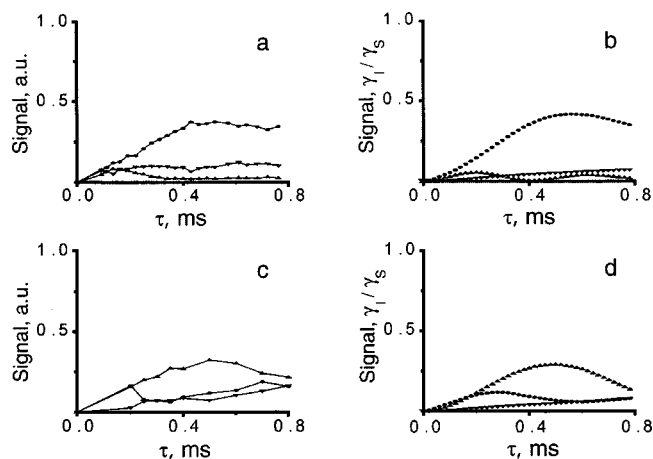 a
Signal, a.u.
1.0
0.5
0.0 0.4 0.8
τ, ms
b
Signal, γI / γS
1.0
0.5
0.0 0.4 0.8
τ, ms
c
Signal, a.u.
1.0
0.5
0.0 0.4 0.8
τ, ms
d
Signal, γI / γS
1.0
0.5
0.0 0.4 0.8
τ, ms